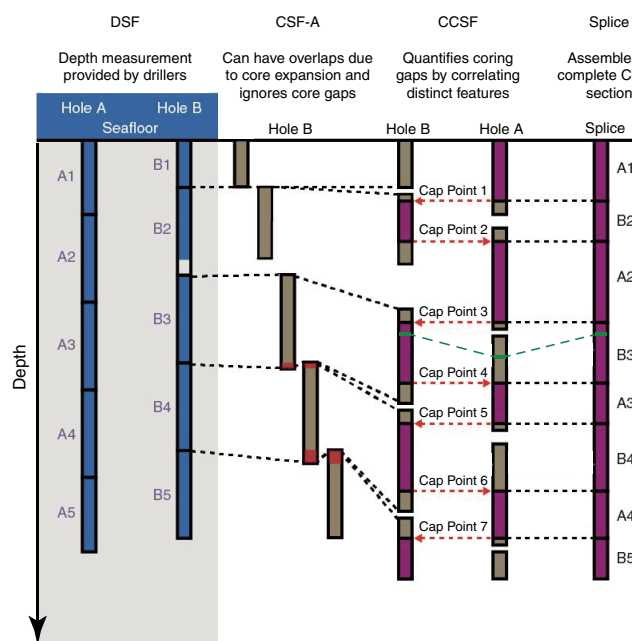 DSF
CSF-A
CCSF
Splice
Depth measurement
provided by drillers
Can have overlaps due
to core expansion and
ignores core gaps
Quantifies coring
gaps by correlating
distinct features
Assemble
complete C
section
Hole A
Hole B
Seafloor
Hole B
Hole B
Hole A
Splice
A1
A2
A3
A4
A5
B1
B2
B3
B4
B5
Cap Point 1
Cap Point 2
Cap Point 3
Cap Point 4
Cap Point 5
Cap Point 6
Cap Point 7
A1
B2
A2
B3
A3
B4
A4
B5
Depth